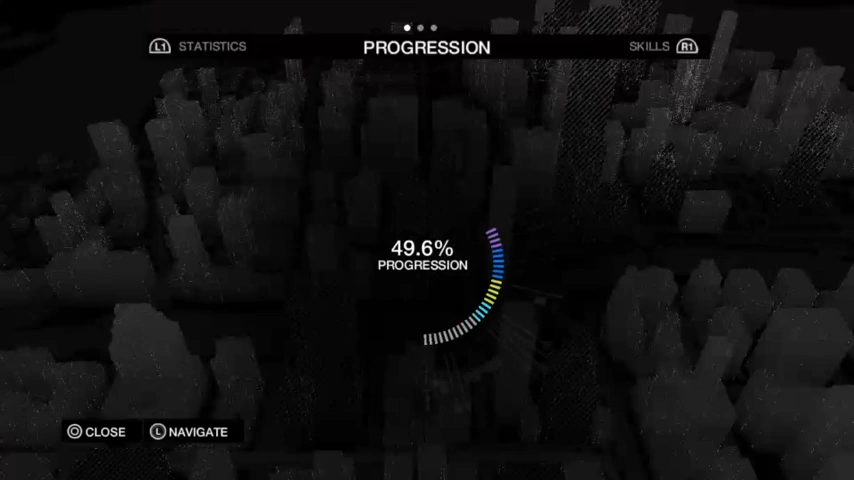 L1 STATISTICS PROGRESSION SKILLS R1
49.6%
PROGRESSION
CLOSE L NAVIGATE